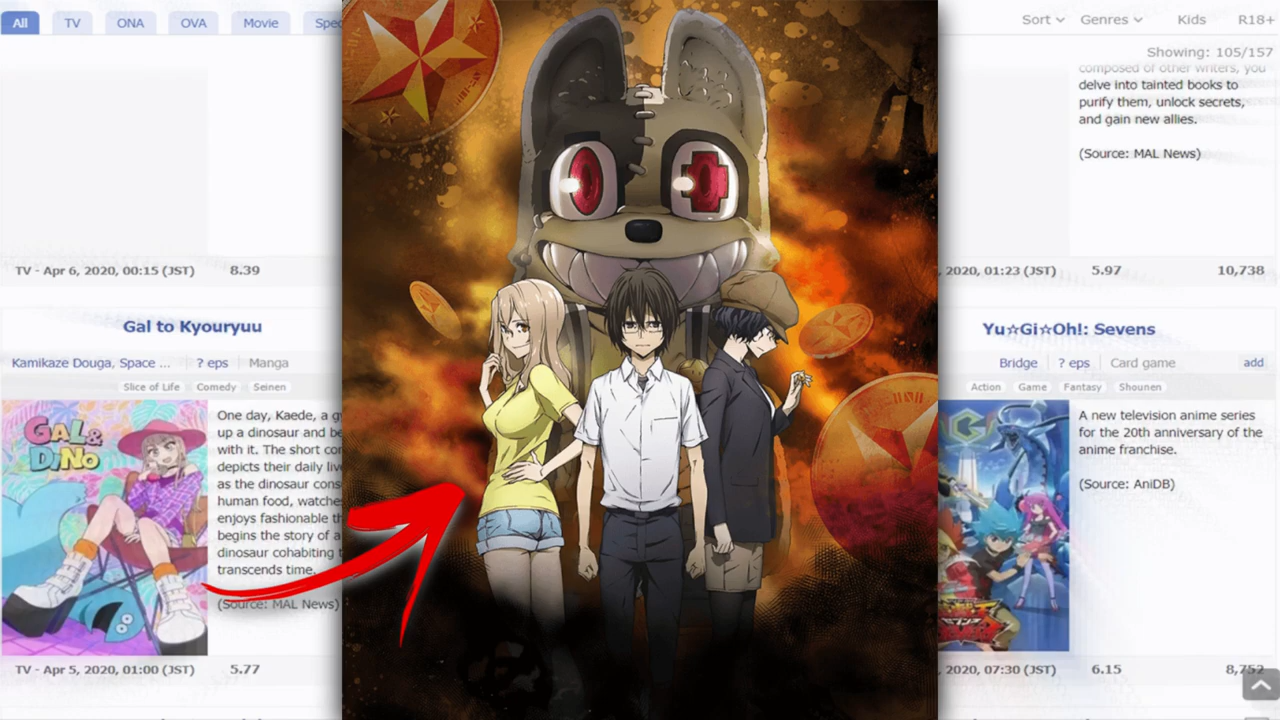 All
TV
ONA
OVA
Movie
Sort
Genres
Kids
R18+
Showing: 105/157
composed of other writers, you
delve into tainted books to
purify them, unlock secrets,
and gain new allies.
(Source: MAL News)
TV - Apr 6, 2020, 00:15 (JST)
8.39
, 2020, 01:23 (JST)
5.97
10,738
Gal to Kyouryuu
Kamikaze Douga, Space ...
? eps
Manga
Slice of Life
Comedy
Seinen
GAL &
DINO
One day, Kaede, a
up a dinosaur and
with it. The short
depicts their daily
as the dinosaur
human food, watches
enjoys fashionable
begins the story of a
dinosaur cohabiting
transcends time.
(Source: MAL News)
TV - Apr 5, 2020, 01:00 (JST)
5.77
Yu☆Gi☆Oh!: Sevens
Bridge
? eps
Card game
add
Action
Game
Fantasy
Shounen
A new television anime series
for the 20th anniversary of the
anime franchise.
(Source: AniDB)
, 2020, 07:30 (JST)
6.15
8,752